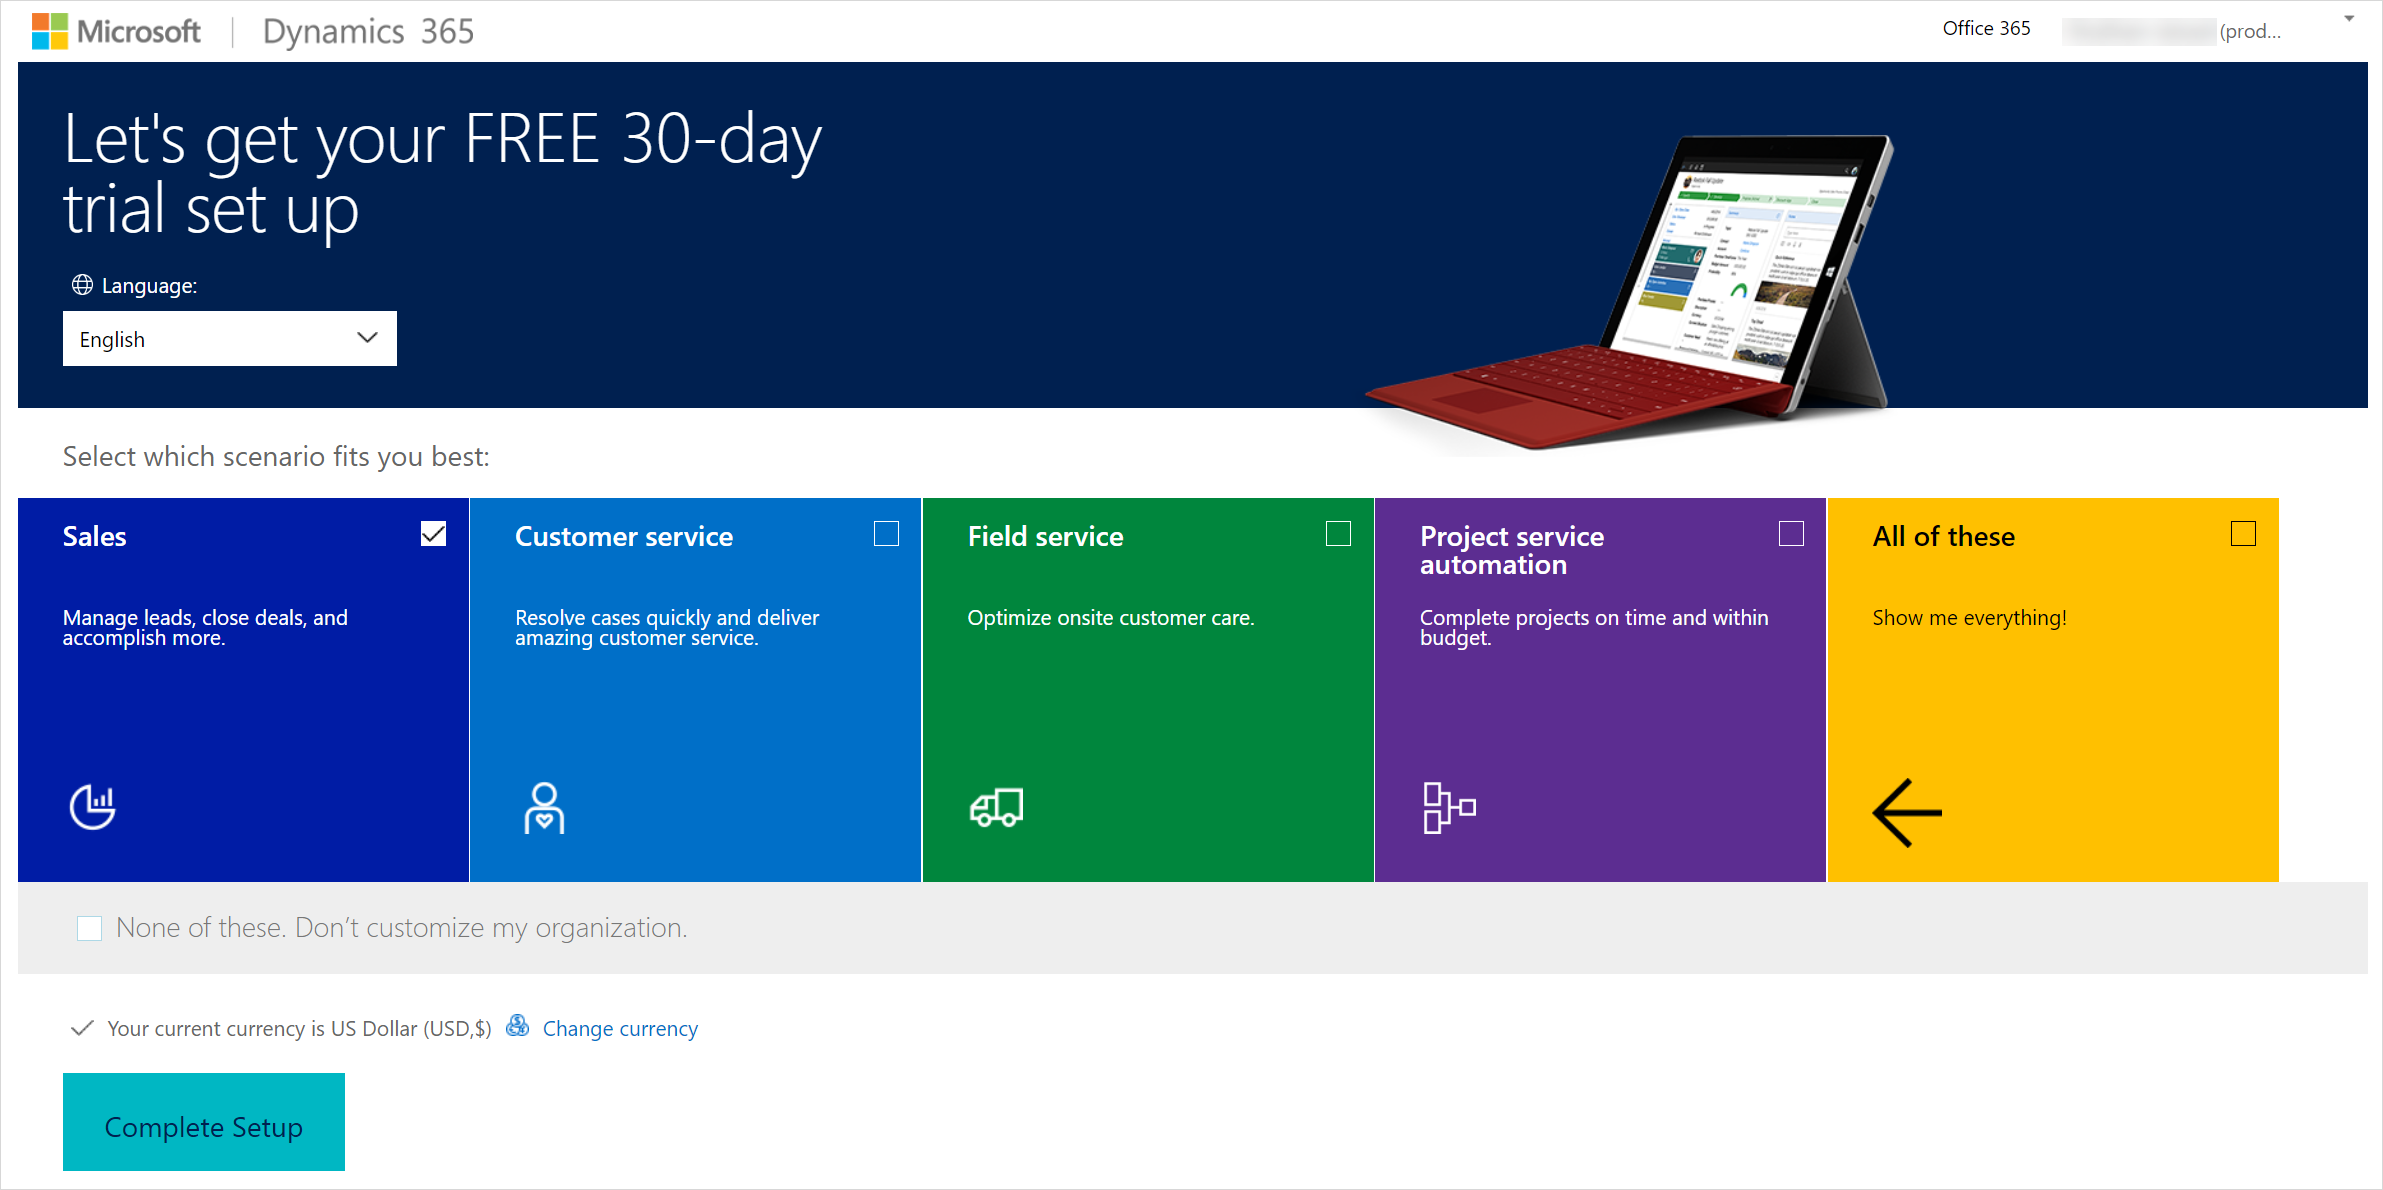 Microsoft | Dynamics 365
Office 365
(prod...
Let's get your FREE 30-day
trial set up
Language:
English
Select which scenario fits you best:
Sales
Manage leads, close deals, and
accomplish more.
Customer service
Resolve cases quickly and deliver
amazing customer service.
Field service
Optimize onsite customer care.
Project service
automation
Complete projects on time and within
budget.
All of these
Show me everything!
None of these. Don’t customize my organization.
Your current currency is US Dollar (USD,$)
Change currency
Complete Setup